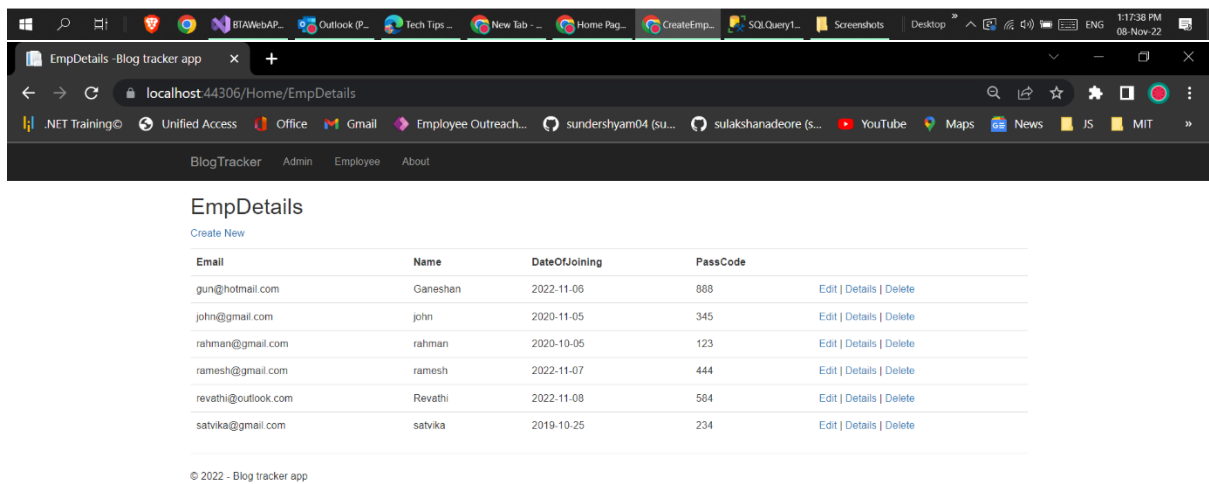 BTAWebAP... Outlook (P... Tech Tips ... New Tab - ... Home Pag... CreateEmp... SQLQuery1... Screenshots Desktop » ENG 1:17:38 PM
08-Nov-22
EmpDetails -Blog tracker app
localhost:44306/Home/EmpDetails
.NET Training© Unified Access Office Gmail Employee Outreach... sundershyam04 (su... sulakshanadeore (s... YouTube Maps News JS MIT »
BlogTracker Admin Employee About
EmpDetails
Create New
Email Name DateOfJoining PassCode
gun@hotmail.com Ganeshan 2022-11-06 888 Edit | Details | Delete
john@gmail.com john 2020-11-05 345 Edit | Details | Delete
rahman@gmail.com rahman 2020-10-05 123 Edit | Details | Delete
ramesh@gmail.com ramesh 2022-11-07 444 Edit | Details | Delete
revathi@outlook.com Revathi 2022-11-08 584 Edit | Details | Delete
satvika@gmail.com satvika 2019-10-25 234 Edit | Details | Delete
© 2022 - Blog tracker app